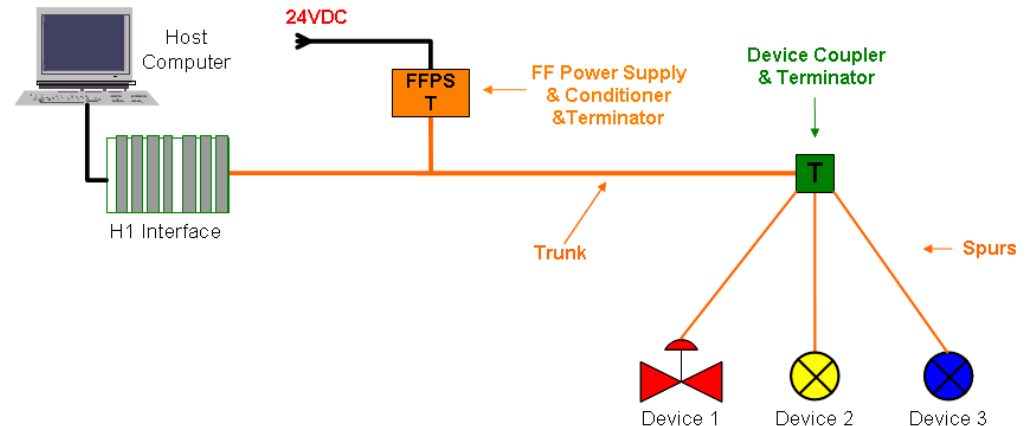 24VDC
Host
Computer
FFPS
T
FF Power Supply
& Conditioner
&Terminator
Device Coupler
& Terminator
T
H1 Interface
Trunk
Spurs
Device 1
Device 2
Device 3